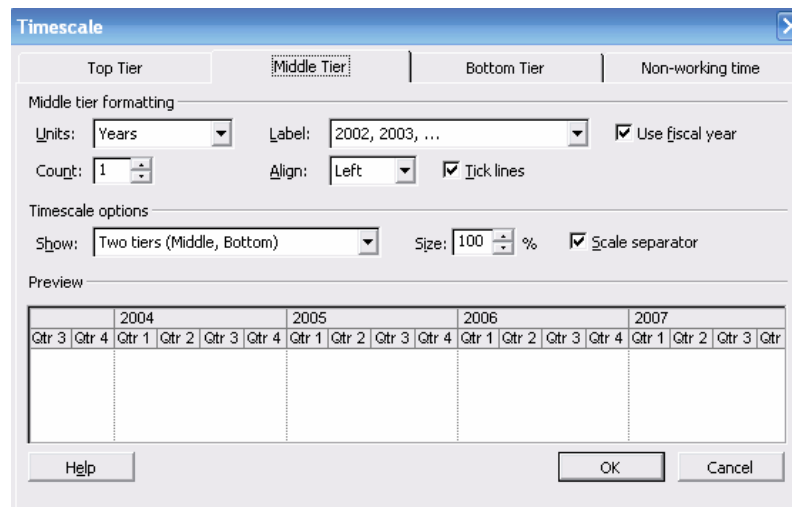 Timescale
Top Tier Middle Tier Bottom Tier Non-working time
Middle tier formatting
Units: Years Label: 2002, 2003, ... Use fiscal year
Count: 1 Align: Left Tick lines
Timescale options
Show: Two tiers (Middle, Bottom) Size: 100 % Scale separator
Preview
2004 2005 2006 2007
Qtr 3 Qtr 4 Qtr 1 Qtr 2 Qtr 3 Qtr 4 Qtr 1 Qtr 2 Qtr 3 Qtr 4 Qtr 1 Qtr 2 Qtr 3 Qtr 4 Qtr 1 Qtr 2 Qtr 3 Qtr
Help OK Cancel